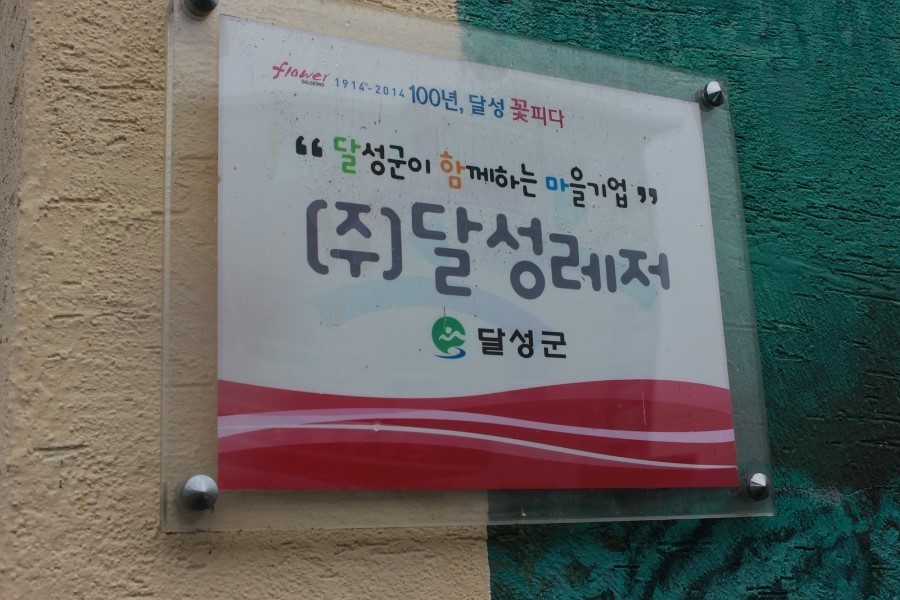 flower DALSEONG 1914-2014 100년, 달성 꽃피다
“ 달성군이 함께하는 마을기업 ”
(주)달성레저
달성군